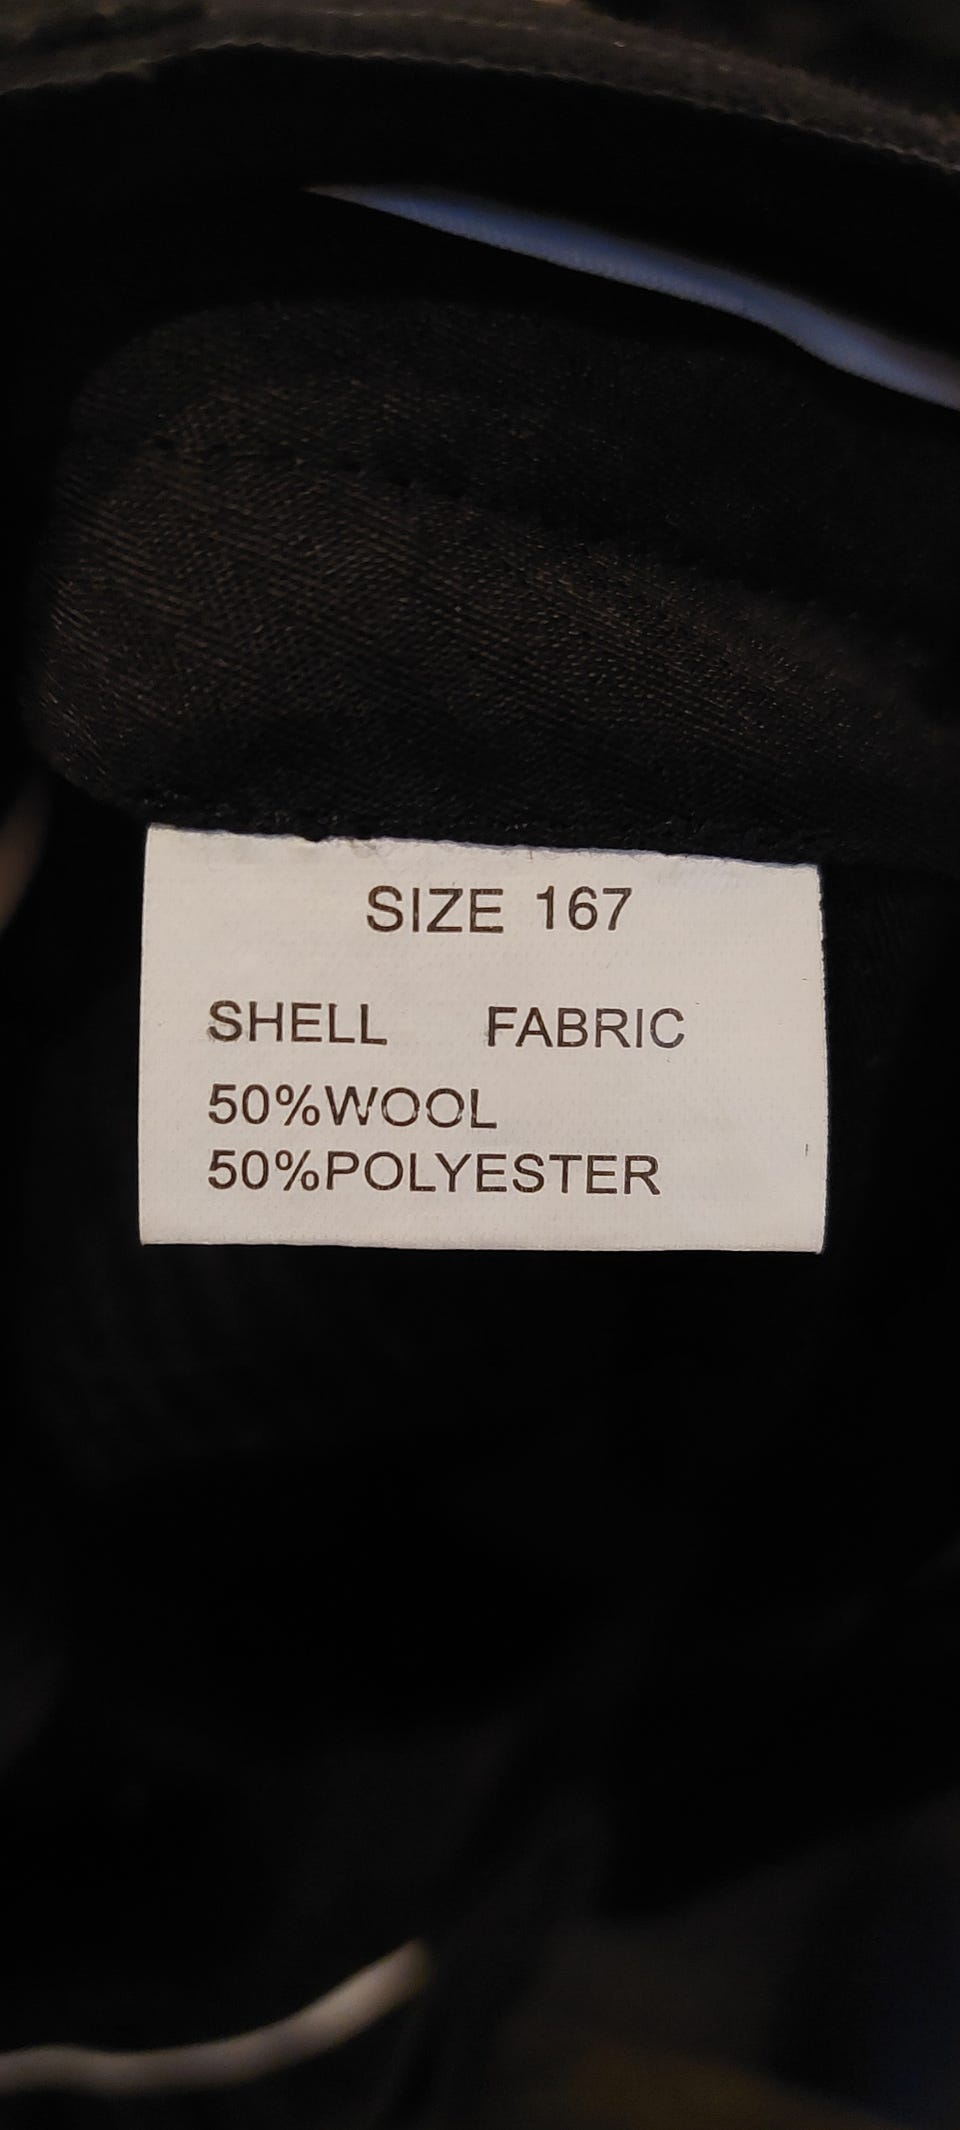 SIZE 167
SHELL FABRIC
50%WOOL
50%POLYESTER